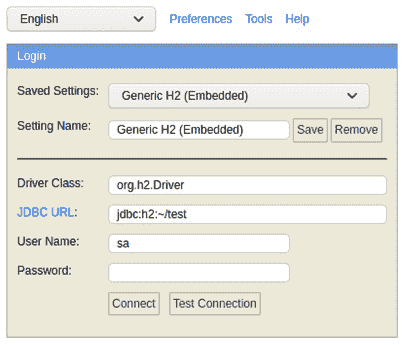 English Preferences Tools Help
Login
Saved Settings: Generic H2 (Embedded)
Setting Name: Generic H2 (Embedded) Save Remove
Driver Class: org.h2.Driver
JDBC URL: jdbc:h2:~/test
User Name: sa
Password:
Connect Test Connection